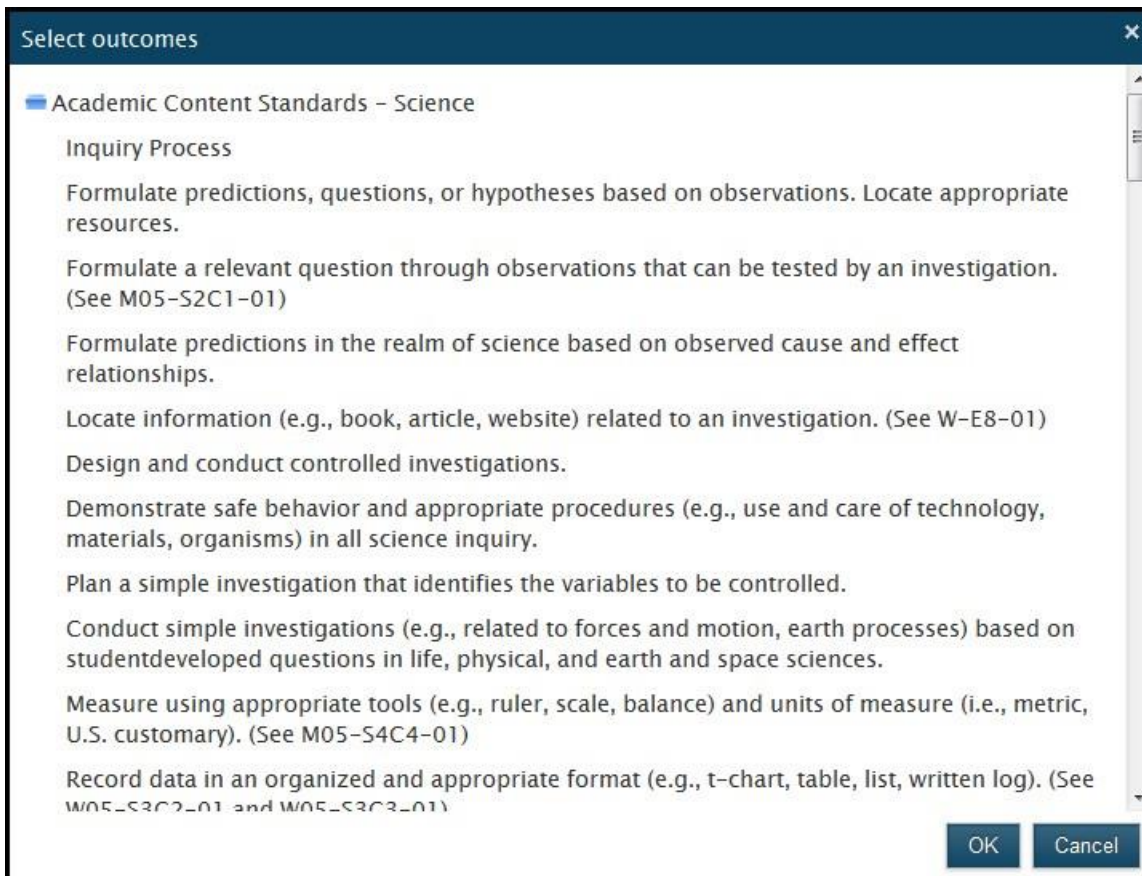 Select outcomes
Academic Content Standards - Science
Inquiry Process
Formulate predictions, questions, or hypotheses based on observations. Locate appropriate
resources.
Formulate a relevant question through observations that can be tested by an investigation.
(See M05-S2C1-01)
Formulate predictions in the realm of science based on observed cause and effect
relationships.
Locate information (e.g., book, article, website) related to an investigation. (See W-E8-01)
Design and conduct controlled investigations.
Demonstrate safe behavior and appropriate procedures (e.g., use and care of technology,
materials, organisms) in all science inquiry.
Plan a simple investigation that identifies the variables to be controlled.
Conduct simple investigations (e.g., related to forces and motion, earth processes) based on
studentdeveloped questions in life, physical, and earth and space sciences.
Measure using appropriate tools (e.g., ruler, scale, balance) and units of measure (i.e., metric,
U.S. customary). (See M05-S4C4-01)
Record data in an organized and appropriate format (e.g., t-chart, table, list, written log). (See
W05-S3C2-01 and W05-S3C3-01)
OK Cancel